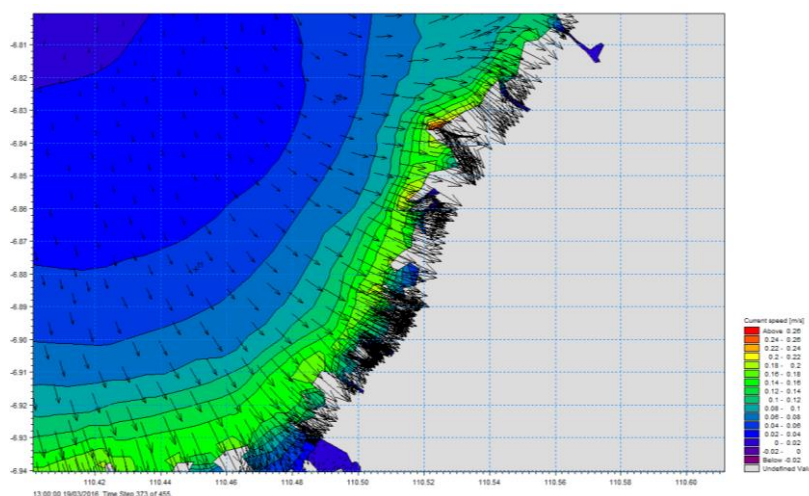 -6.81
-6.82
-6.83
-6.84
-6.85
-6.86
-6.87
-6.88
-6.89
-6.90
-6.91
-6.92
-6.93
-6.94
110.42 110.44 110.46 110.48 110.50 110.52 110.54 110.56 110.58 110.60
13:00:00 19/03/2016 Time Step 373 of 455.
Current speed [m/s]
Above 0.26
0.24 - 0.26
0.22 - 0.24
0.2 - 0.22
0.18 - 0.2
0.16 - 0.18
0.14 - 0.16
0.12 - 0.14
0.1 - 0.12
0.08 - 0.1
0.06 - 0.08
0.04 - 0.06
0.02 - 0.04
0 - 0.02
-0.02 - 0
Below -0.02
Undefined Val